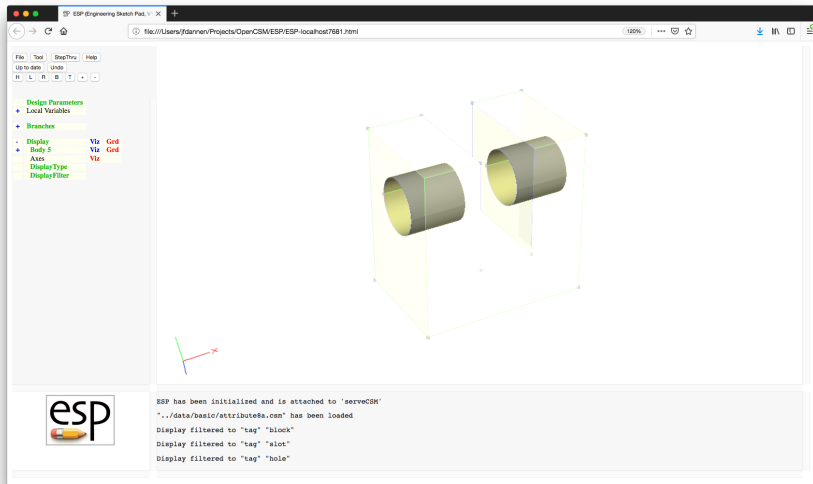 ESP (Engineering Sketch Pad, V
file:///Users/jfdannen/Projects/OpenCSM/ESP/ESP-localhost7681.html
120%
File Tool StepThru Help
Up to date Undo
H L R B T + -
Design Parameters
+ Local Variables
+ Branches
- Display Viz Grd
+ Body 5 Viz Grd
Axes Viz
DisplayType
DisplayFilter
X
esp
ESP has been initialized and is attached to 'serveCSM'
"../data/basic/attribute8a.csm" has been loaded
Display filtered to "tag" "block"
Display filtered to "tag" "slot"
Display filtered to "tag" "hole"